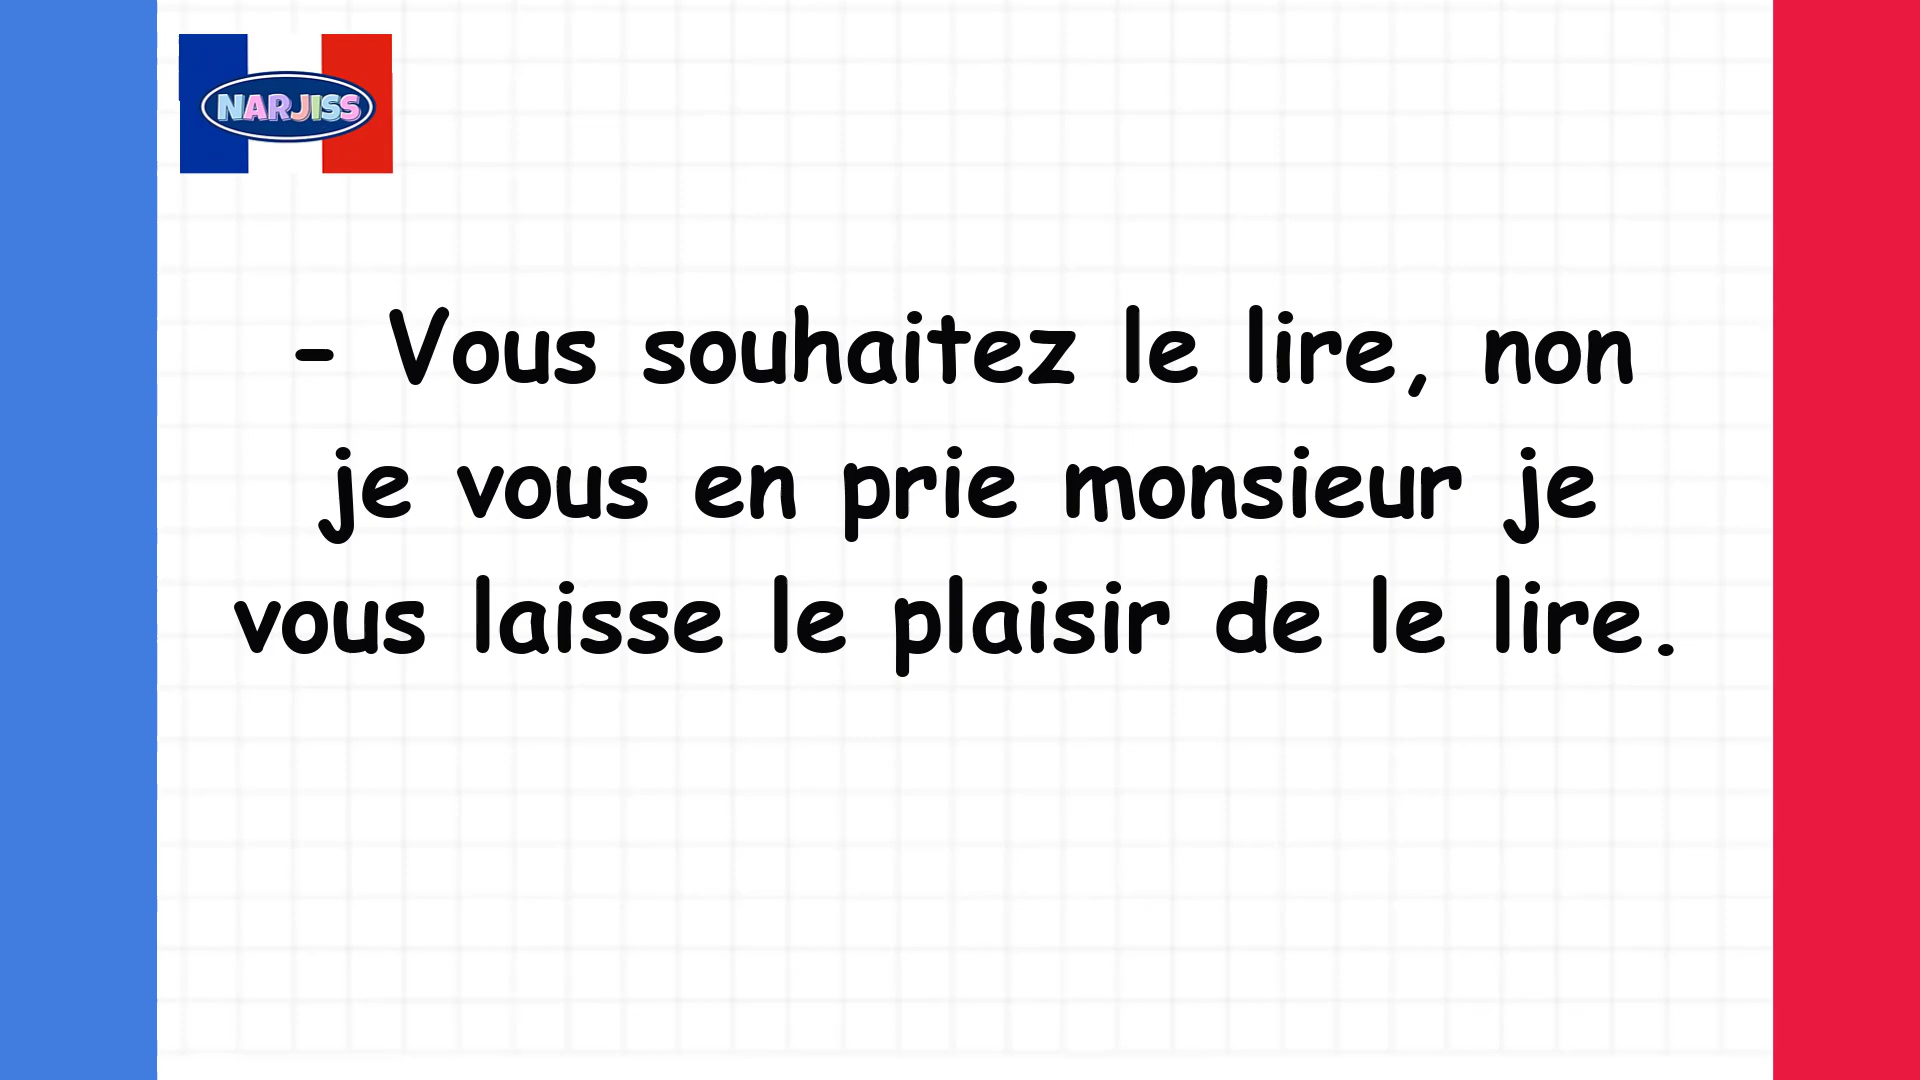 NARJISS
- Vous souhaitez le lire, non
je vous en prie monsieur je
vous laisse le plaisir de le lire.